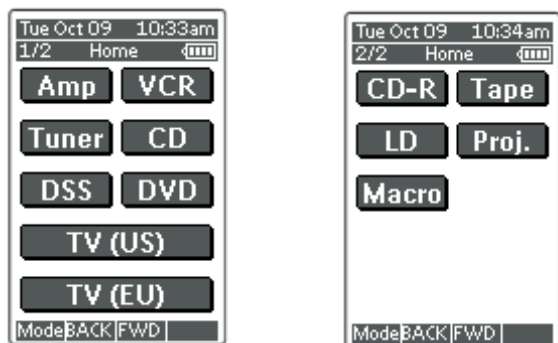 Tue Oct 09 10:33am
1/2 Home
Amp VCR
Tuner CD
DSS DVD
TV (US)
TV (EU)
Mode BACK FWD
Tue Oct 09 10:34am
2/2 Home
CD-R Tape
LD Proj.
Macro
Mode BACK FWD